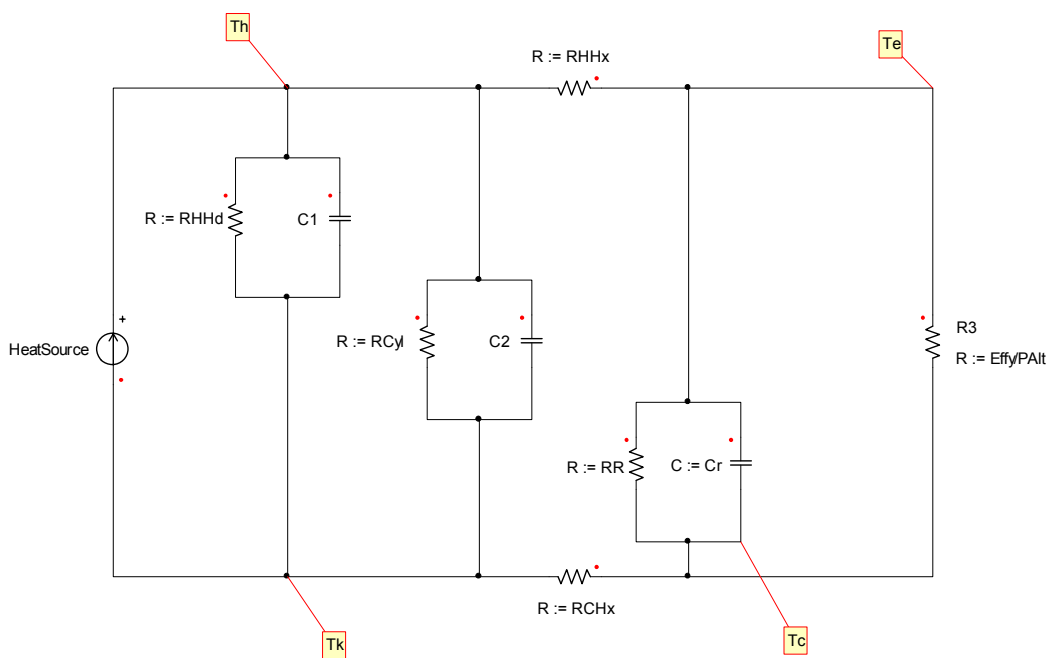 Th
Te
R := RHHx
R := RHHd
C1
+
HeatSource
R := RCyl
C2
R3
R := Effy/PAlt
R := RR
C := Cr
R := RCHx
Tk
Tc